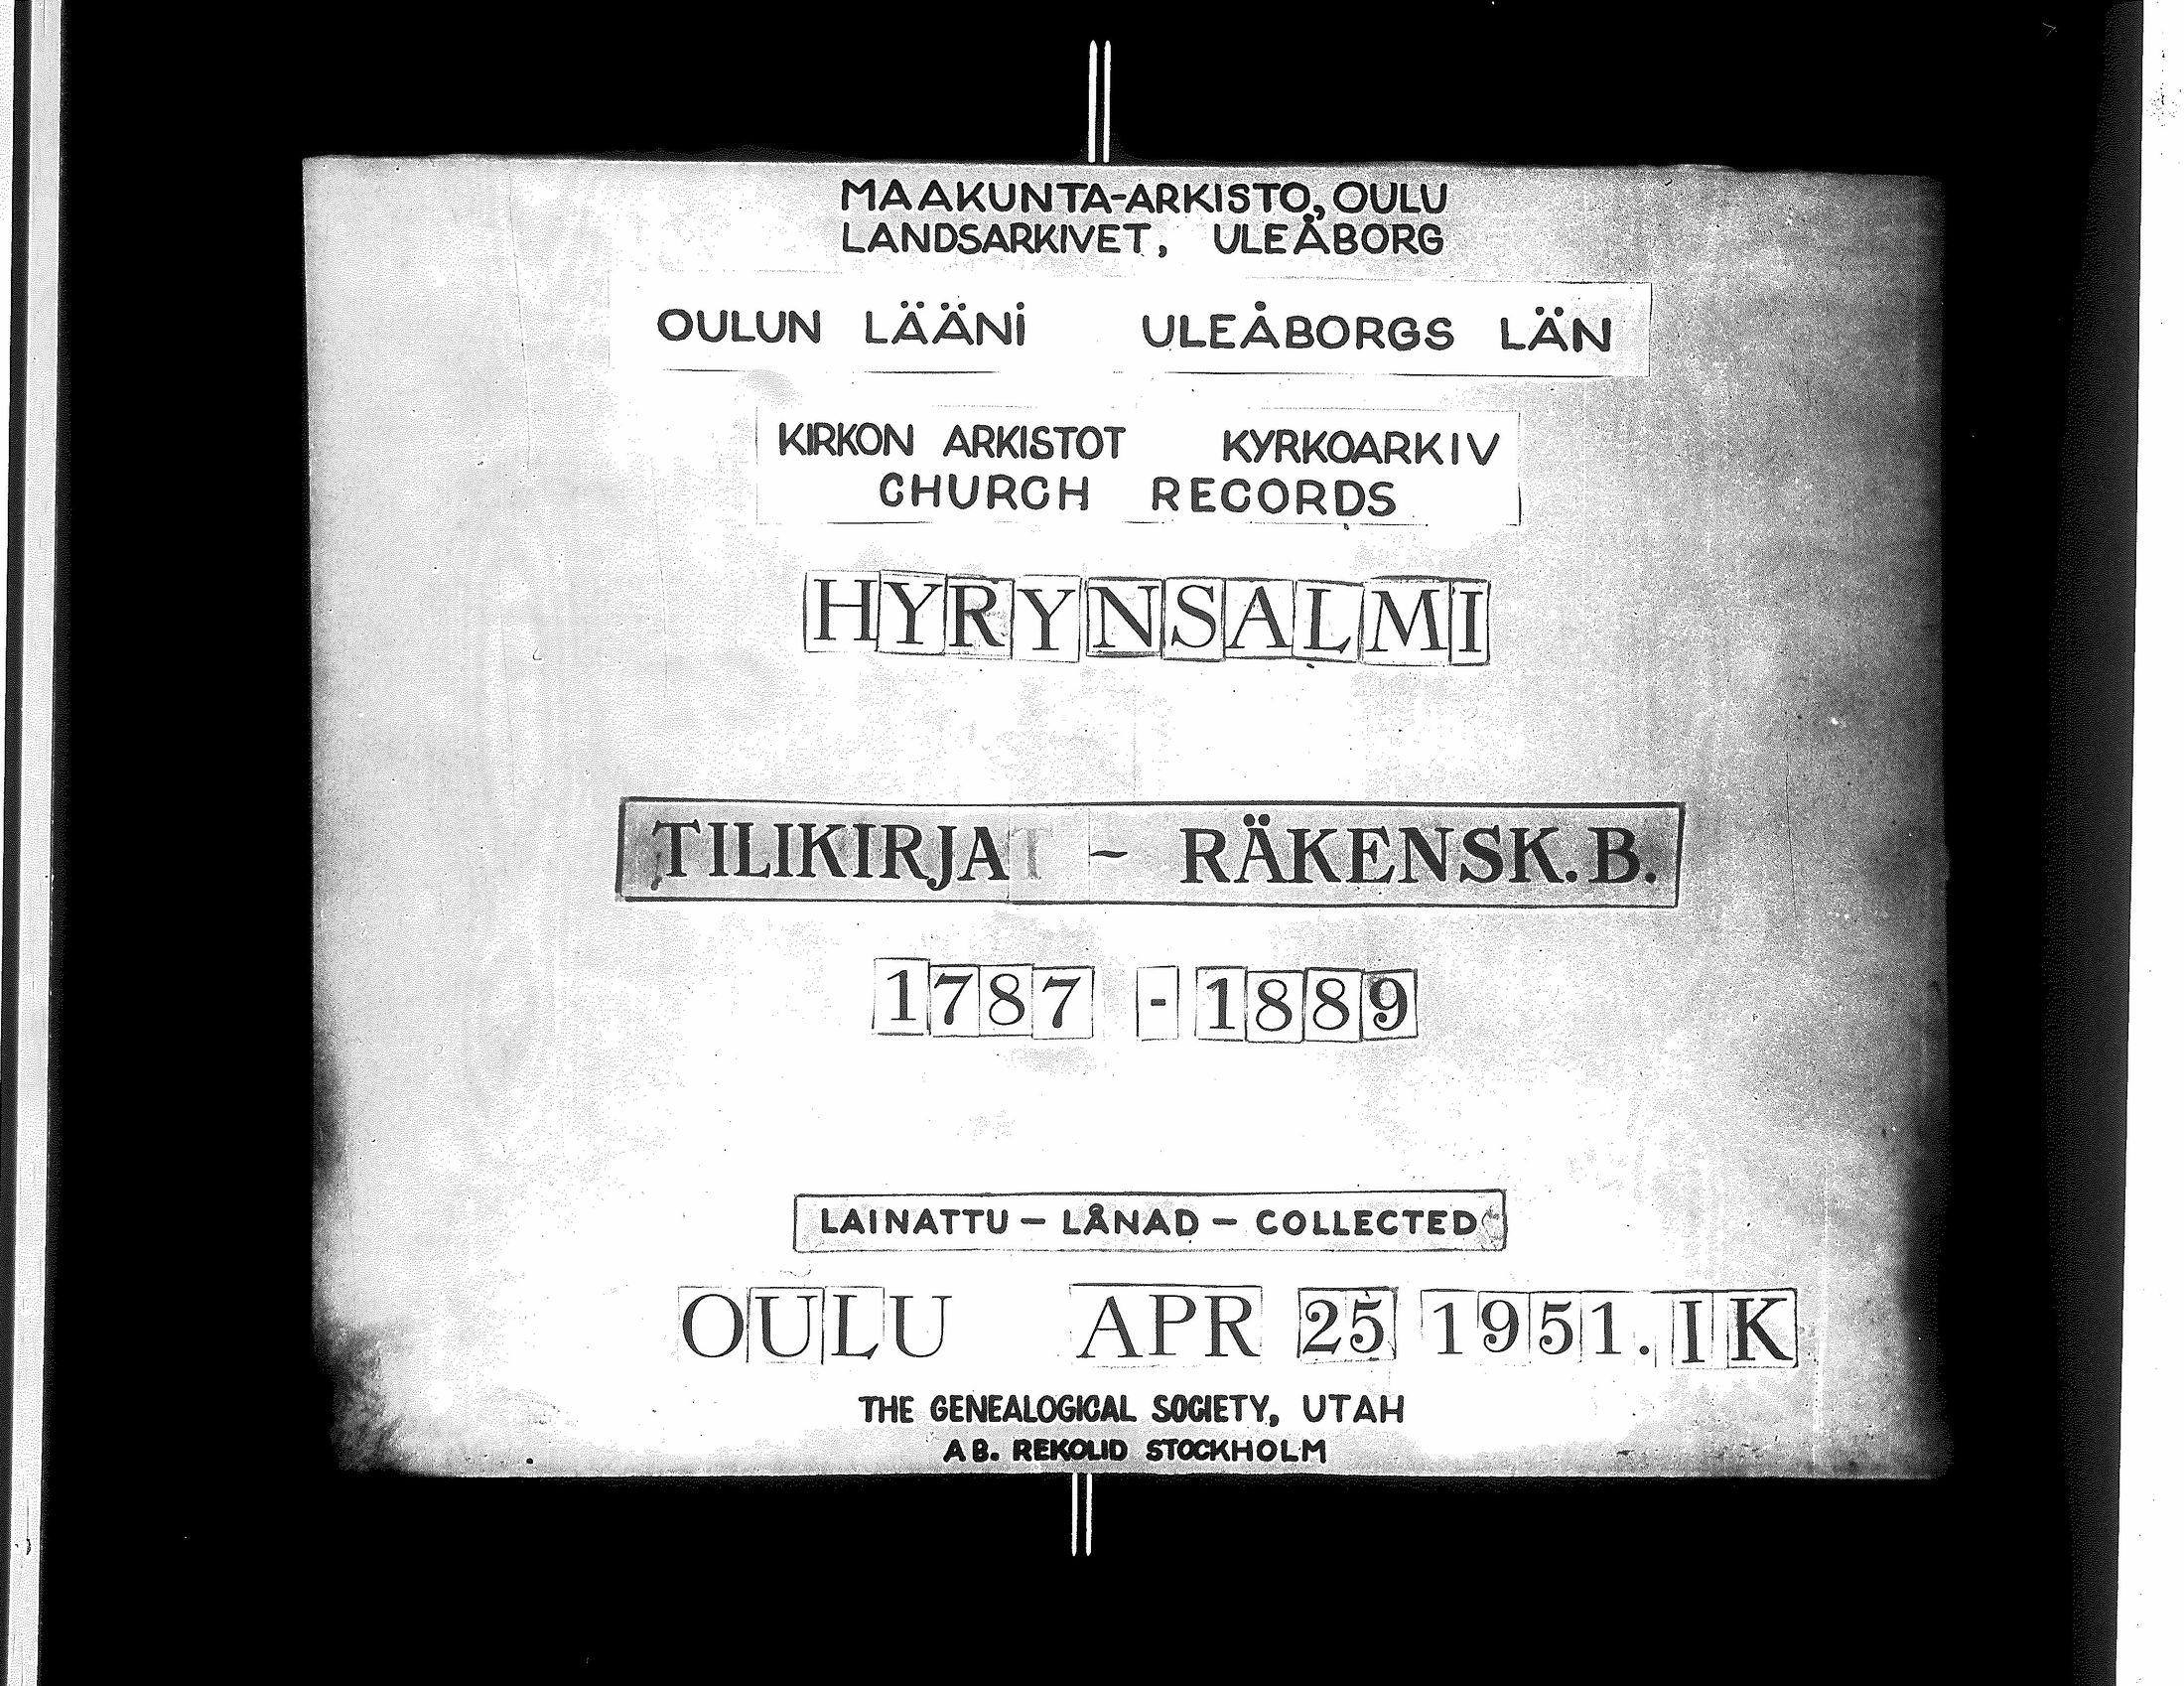 MAAKUNTA-ARKISTO, OULU
LANDSARKIVET, ULEÅBORG
OULUN LÄÄNI ULEÅBORGS LÄN
KIRKON ARKISTOT KYRKOARKIV
CHURCH RECORDS
HYRYNSALMI
TILIKIRJAT - RÄKENSK.B.
1787 - 1889
LAINATTU - LÅNAD - COLLECTED
OULU APR 25 1951. IK
THE GENEALOGICAL SOCIETY, UTAH
AB. REKOLID STOCKHOLM